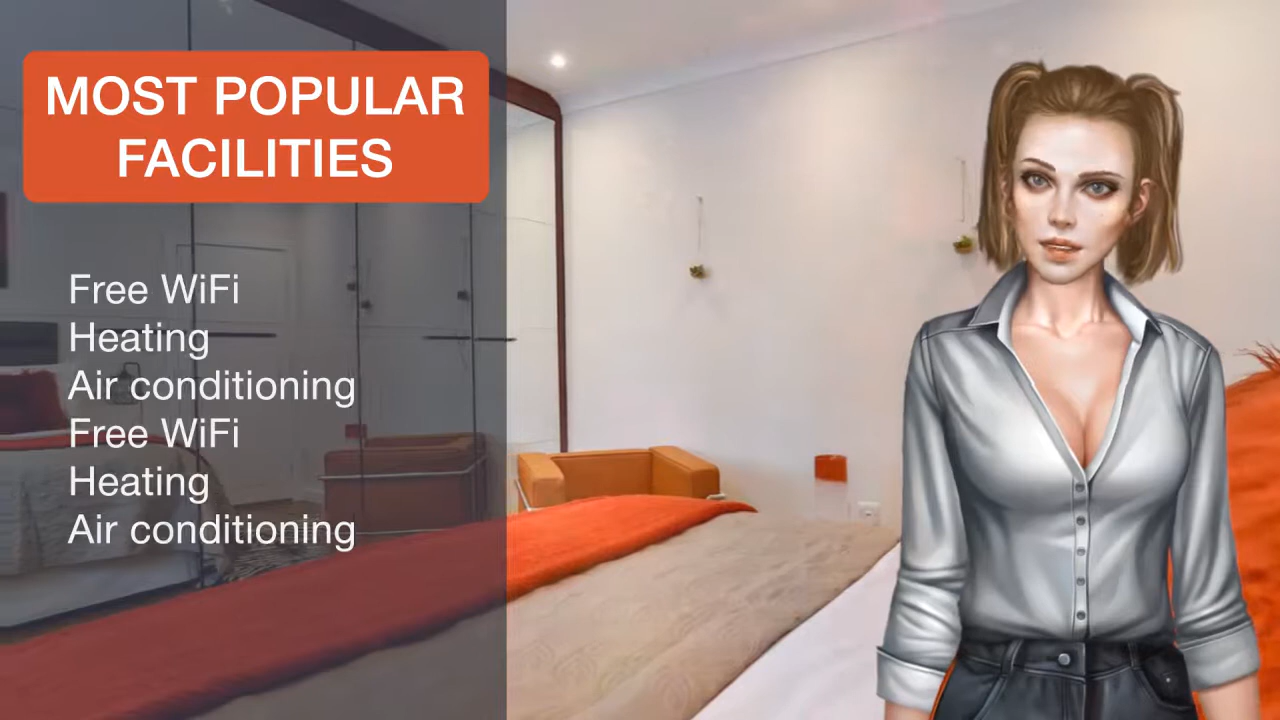 MOST POPULAR
FACILITIES
Free WiFi
Heating
Air conditioning
Free WiFi
Heating
Air conditioning